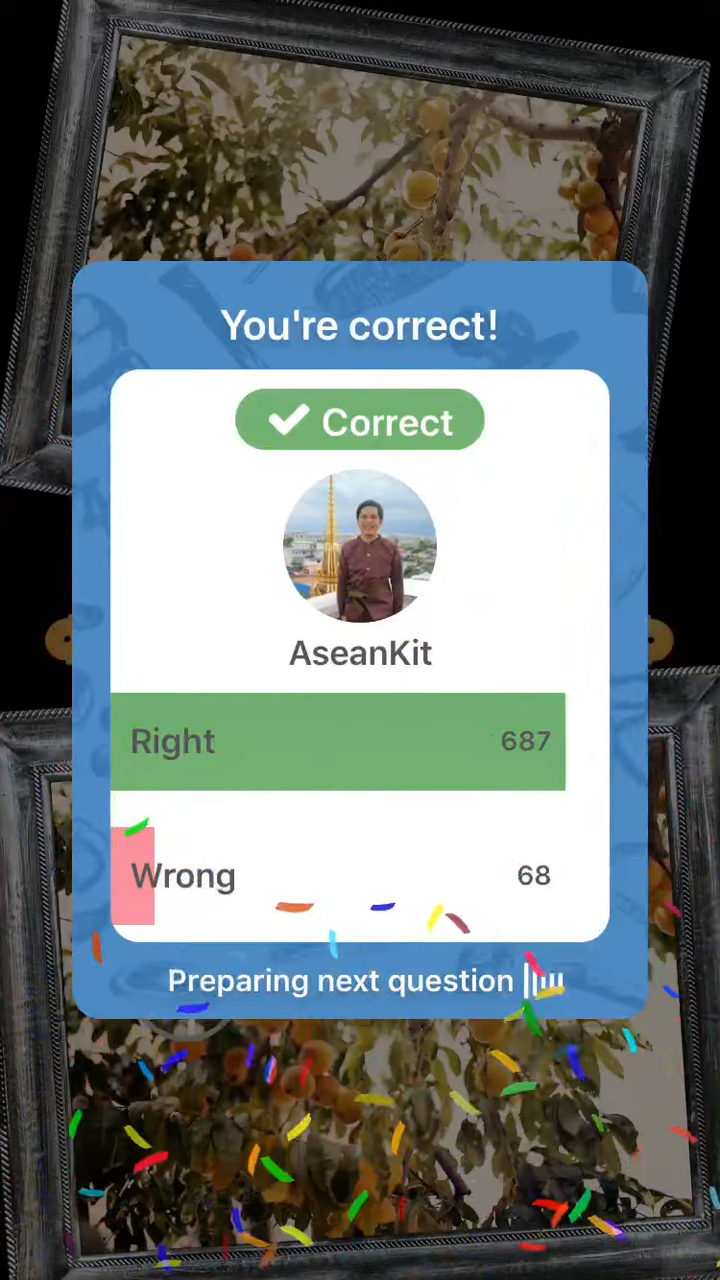 You're correct!
Correct
AseanKit
Right 687
Wrong 68
Preparing next question